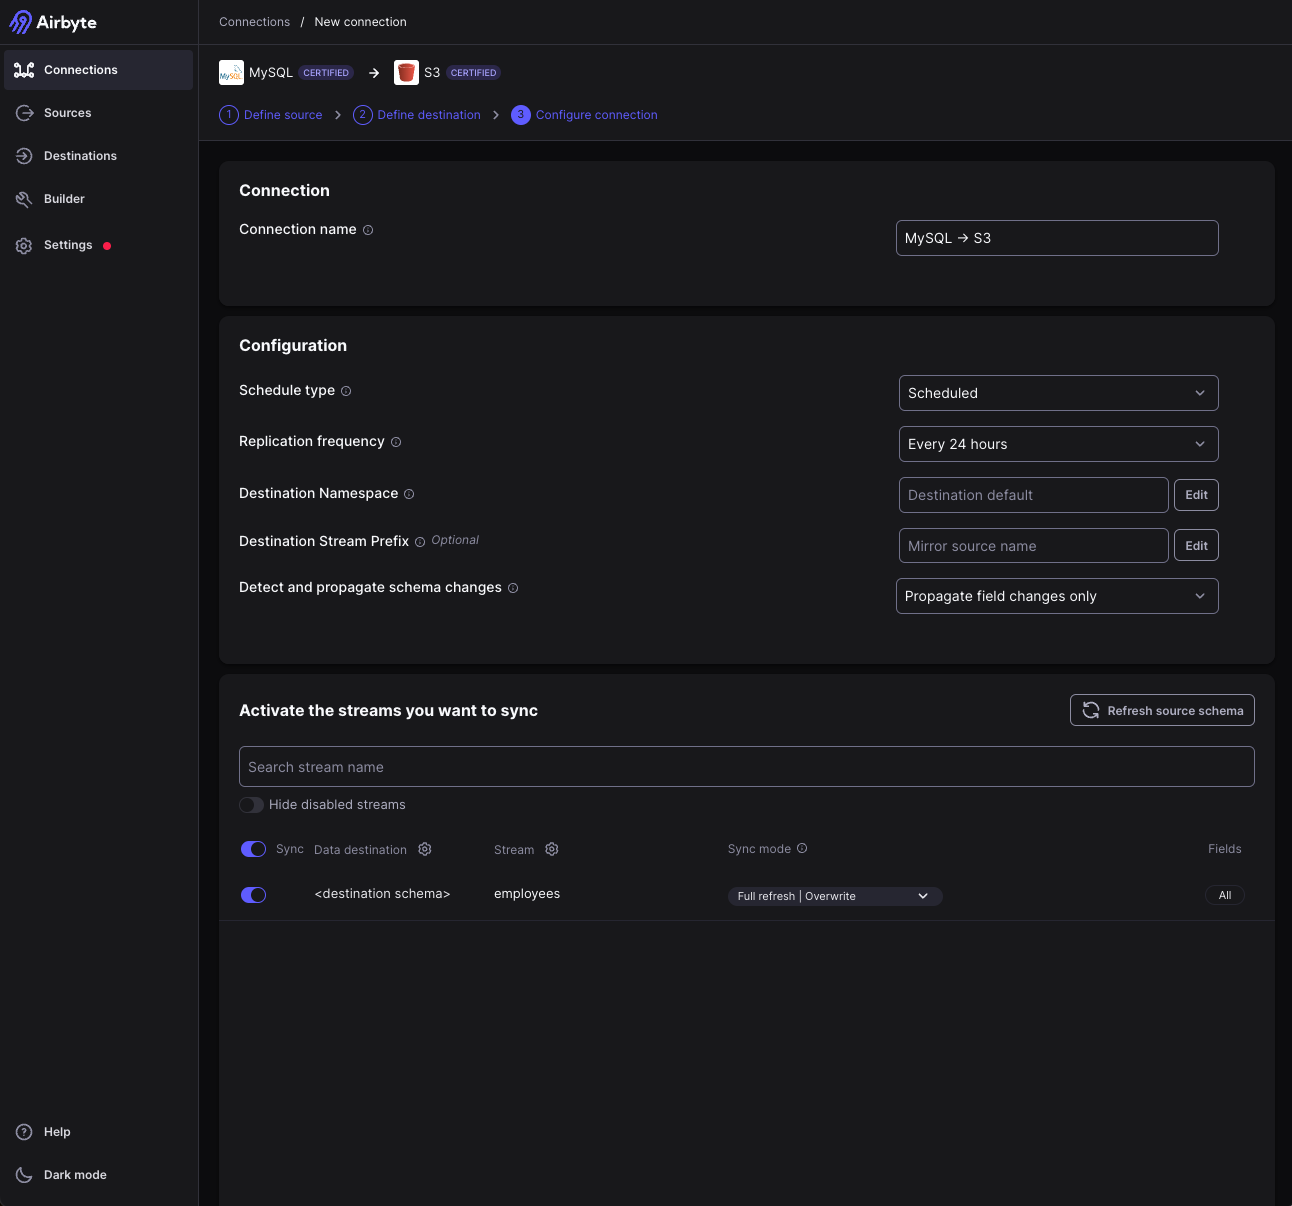 Airbyte
Connections / New connection
Connections
Sources
Destinations
Builder
Settings
MySQL MySQL CERTIFIED → S3 CERTIFIED
1 Define source > 2 Define destination > 3 Configure connection
Connection
Connection name
MySQL → S3
Configuration
Schedule type
Scheduled
Replication frequency
Every 24 hours
Destination Namespace
Destination default
Edit
Destination Stream Prefix Optional
Mirror source name
Edit
Detect and propagate schema changes
Propagate field changes only
Activate the streams you want to sync
Refresh source schema
Search stream name
Hide disabled streams
Sync Data destination Stream Sync mode Fields
<destination schema> employees Full refresh | Overwrite All
Help
Dark mode